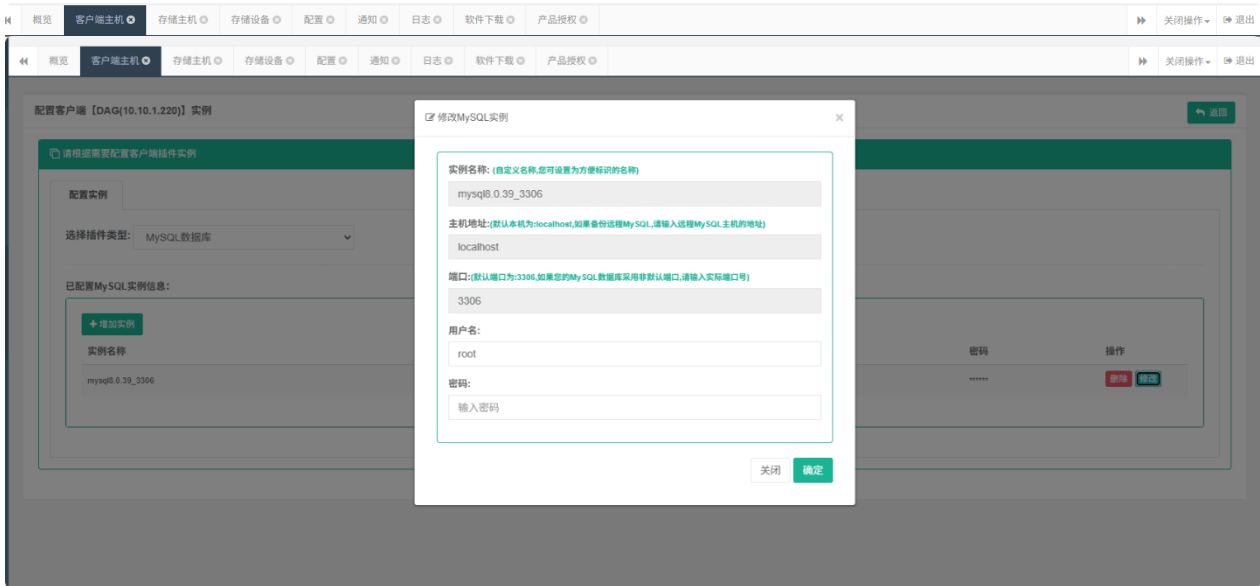 概览 客户端主机 存储主机 存储设备 配置 通知 日志 软件下载 产品授权 关闭操作 退出
概览 客户端主机 存储主机 存储设备 配置 通知 日志 软件下载 产品授权 关闭操作 退出
配置客户端【DAG(10.10.1.220)】实例
返回
请根据需要配置客户端插件实例
配置实例
选择插件类型: MySQL数据库
已配置MySQL实例信息:
+增加实例
实例名称 密码 操作
mysql8.0.39_3306 ****** 删除 修改
修改MySQL实例 ×
实例名称: (自定义名称,您可设置为方便标识的名称)
mysql8.0.39_3306
主机地址:(默认本机为:localhost,如果备份远程MySQL,请输入远程MySQL主机的地址)
localhost
端口:(默认端口为:3306,如果您的MySQL数据库采用非默认端口,请输入实际端口号)
3306
用户名:
root
密码:
输入密码
关闭 确定